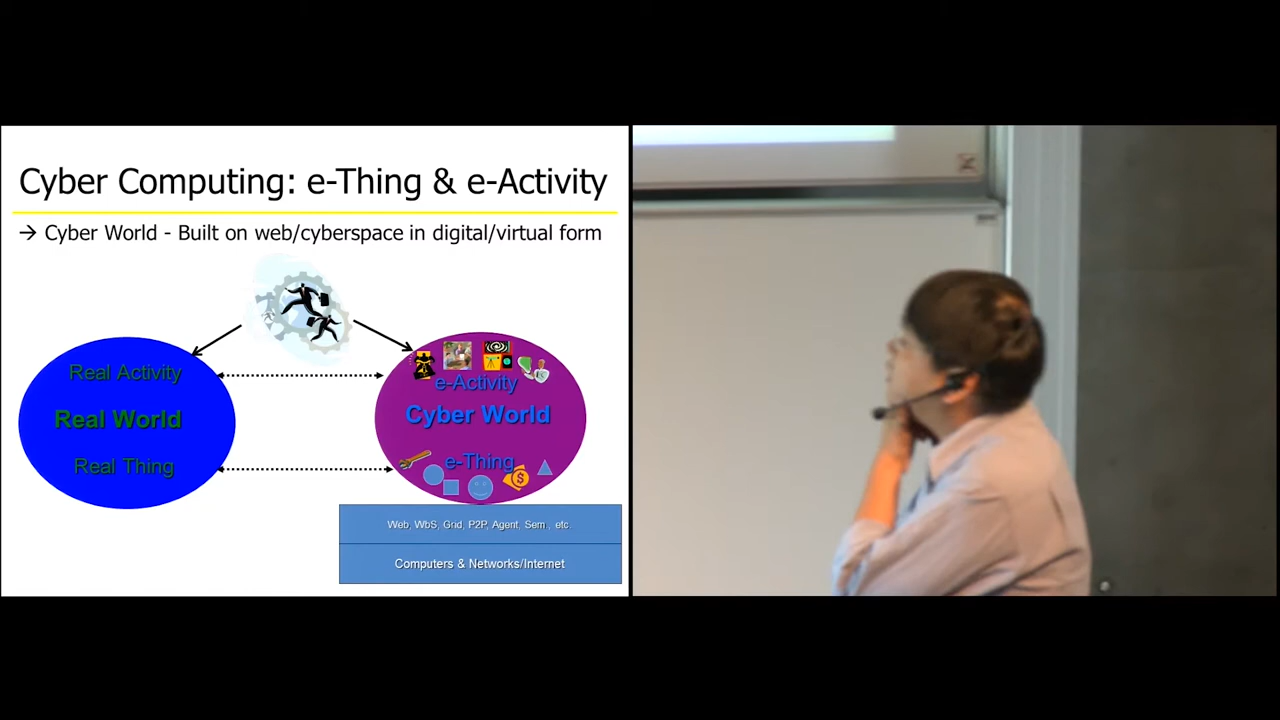 Cyber Computing: e-Thing & e-Activity
→ Cyber World - Built on web/cyberspace in digital/virtual form
Real Activity
Real World
Real Thing
e-Activity
Cyber World
e-Thing
$
Web, WbS, Grid, P2P, Agent, Sem., etc.
Computers & Networks/Internet